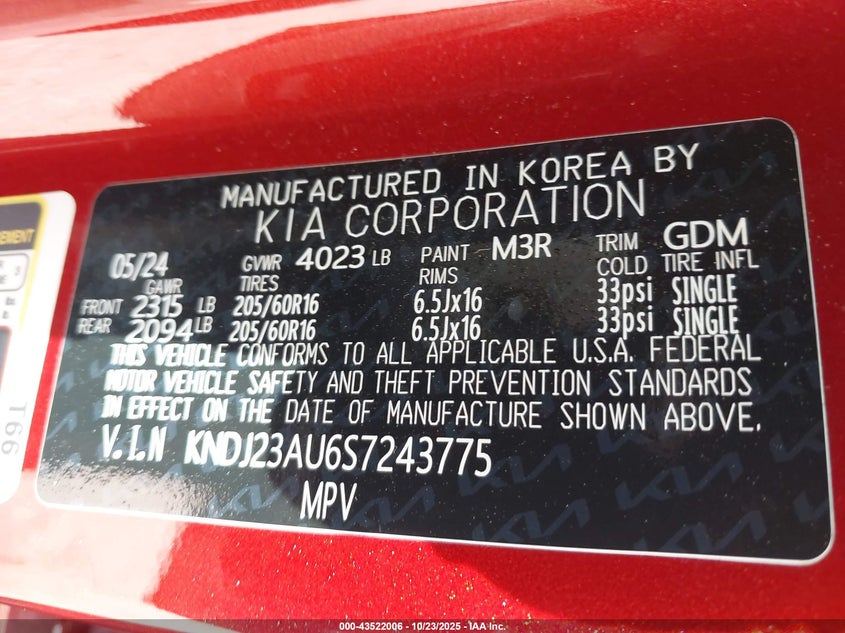 MANUFACTURED IN KOREA BY
KIA CORPORATION
05/24 GVWR 4023 LB PAINT M3R TRIM GDM
GAWR TIRES RIMS COLD TIRE INFL
FRONT 2315 LB 205/60R16 6.5Jx16 33psi SINGLE
REAR 2094 LB 205/60R16 6.5Jx16 33psi SINGLE
THIS VEHICLE CONFORMS TO ALL APPLICABLE U.S.A. FEDERAL
MOTOR VEHICLE SAFETY AND THEFT PREVENTION STANDARDS
IN EFFECT ON THE DATE OF MANUFACTURE SHOWN ABOVE.
V.I.N KNDJ23AU6S7243775
MPV
000-43522006 | 10/23/2025 - IAA Inc.